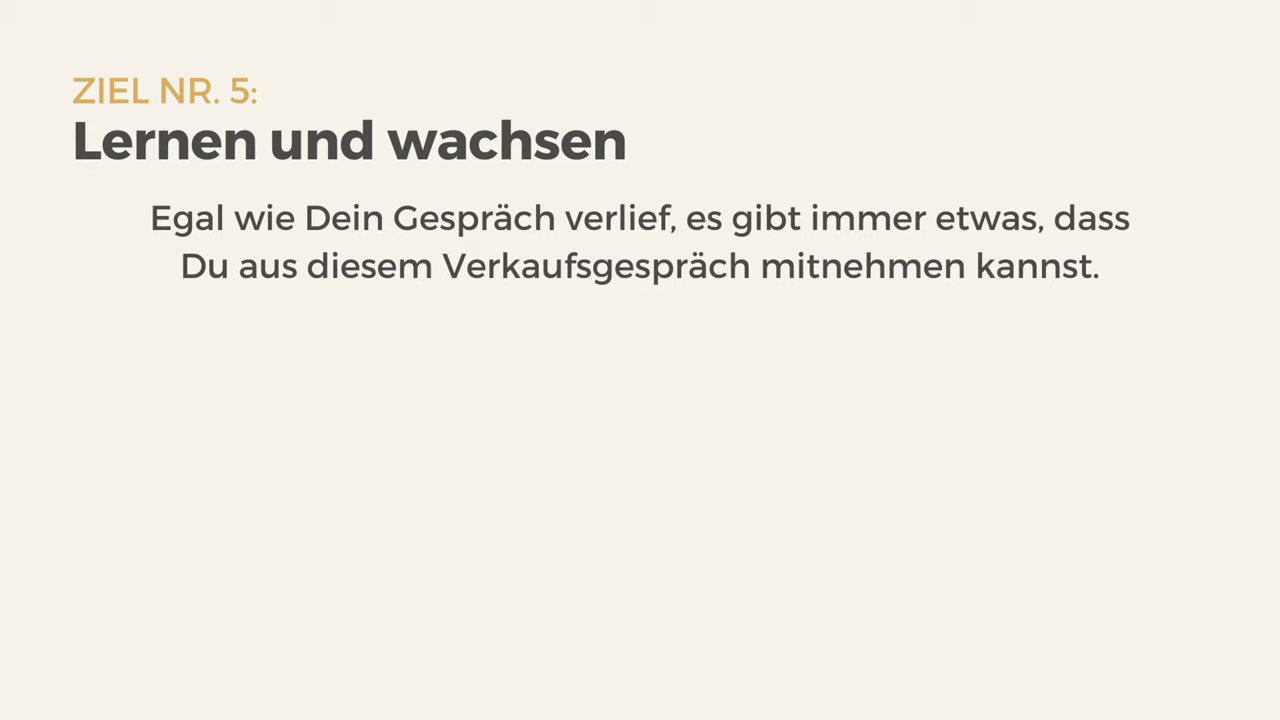 ZIEL NR. 5:
Lernen und wachsen
Egal wie Dein Gespräch verlief, es gibt immer etwas, dass
Du aus diesem Verkaufsgespräch mitnehmen kannst.